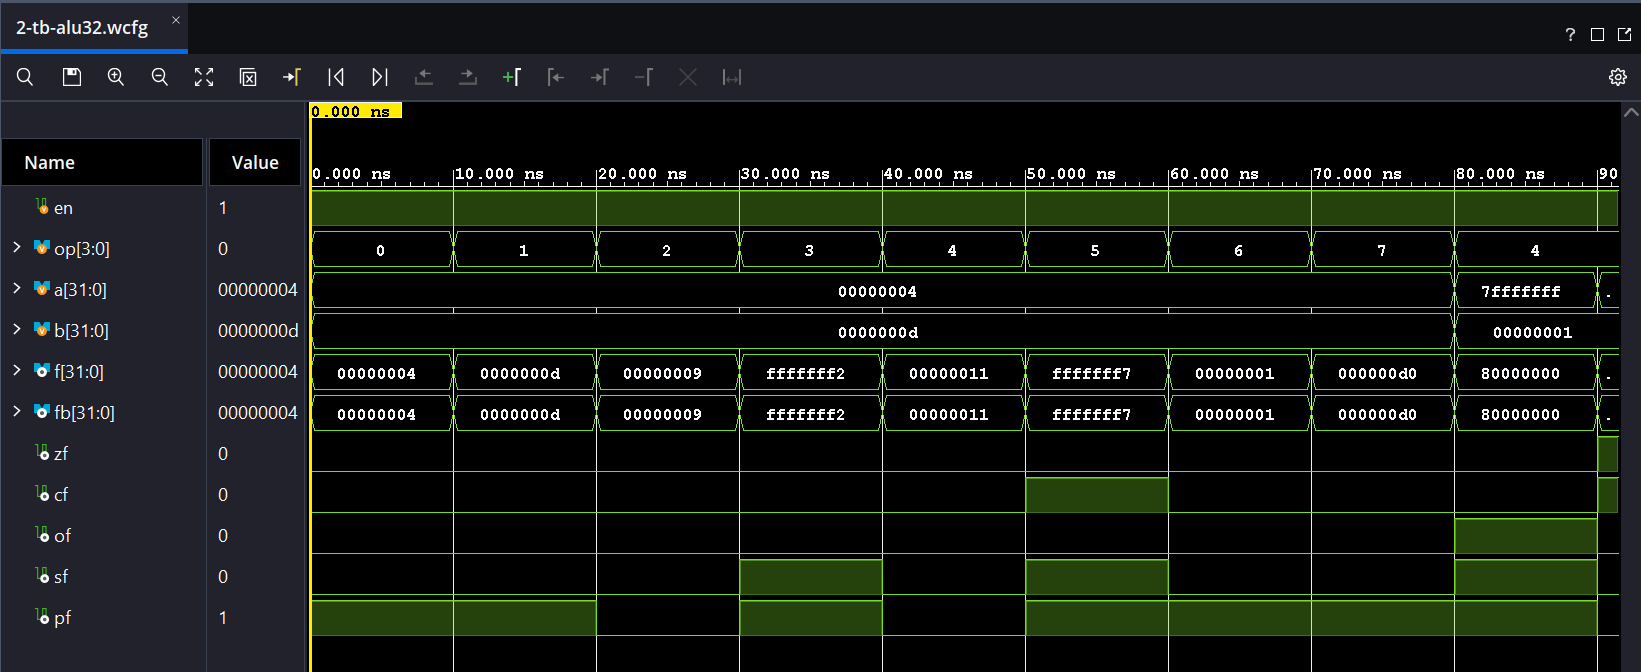 2-tb-alu32.wcfg ×
?
0.000 ns
Name Value
0.000 ns 10.000 ns 20.000 ns 30.000 ns 40.000 ns 50.000 ns 60.000 ns 70.000 ns 80.000 ns 90
en 1
op[3:0] 0 0 1 2 3 4 5 6 7 4
a[31:0] 00000004 00000004 7fffffff .
b[31:0] 0000000d 0000000d 00000001
f[31:0] 00000004 00000004 0000000d 00000009 fffffff2 00000011 fffffff7 00000001 000000d0 80000000 .
fb[31:0] 00000004 00000004 0000000d 00000009 fffffff2 00000011 fffffff7 00000001 000000d0 80000000 .
zf 0
cf 0
of 0
sf 0
pf 1